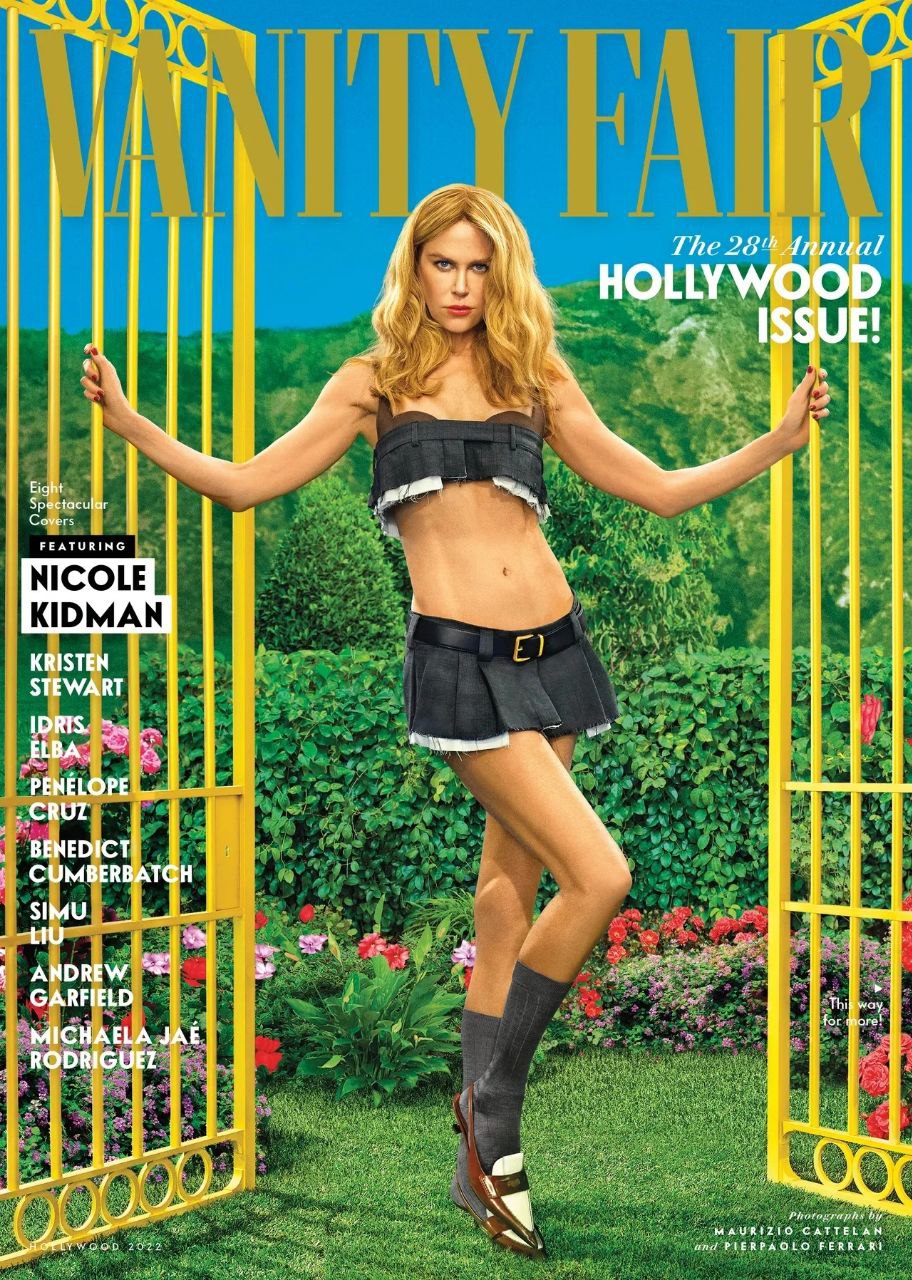 VANITY FAIR
The 28th Annual
HOLLYWOOD
ISSUE!
Eight
Spectacular
Covers
FEATURING
NICOLE
KIDMAN
KRISTEN
STEWART
IDRIS
ELBA
PENÉLOPE
CRUZ
BENEDICT
CUMBERBATCH
SIMU
LIU
ANDREW
GARFIELD
MICHAELA JAÉ
RODRIGUEZ
This way
for more!
Photographs by
MAURIZIO CATTELAN
and PIERPAOLO FERRARI
HOLLYWOOD 2022